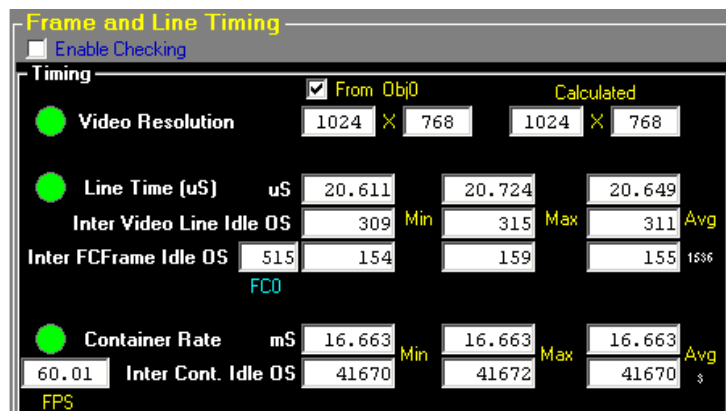 Frame and Line Timing
Enable Checking
Timing
From Obj0 Calculated
Video Resolution 1024 X 768 1024 X 768
Line Time (uS) uS 20.611 20.724 20.649
Inter Video Line Idle OS 309 Min 315 Max 311 Avg
Inter FCFrame Idle OS 515 154 159 155 1536
FC0
Container Rate mS 16.663 Min 16.663 Max 16.663 Avg
60.01 Inter Cont. Idle OS 41670 41672 41670 3
FPS